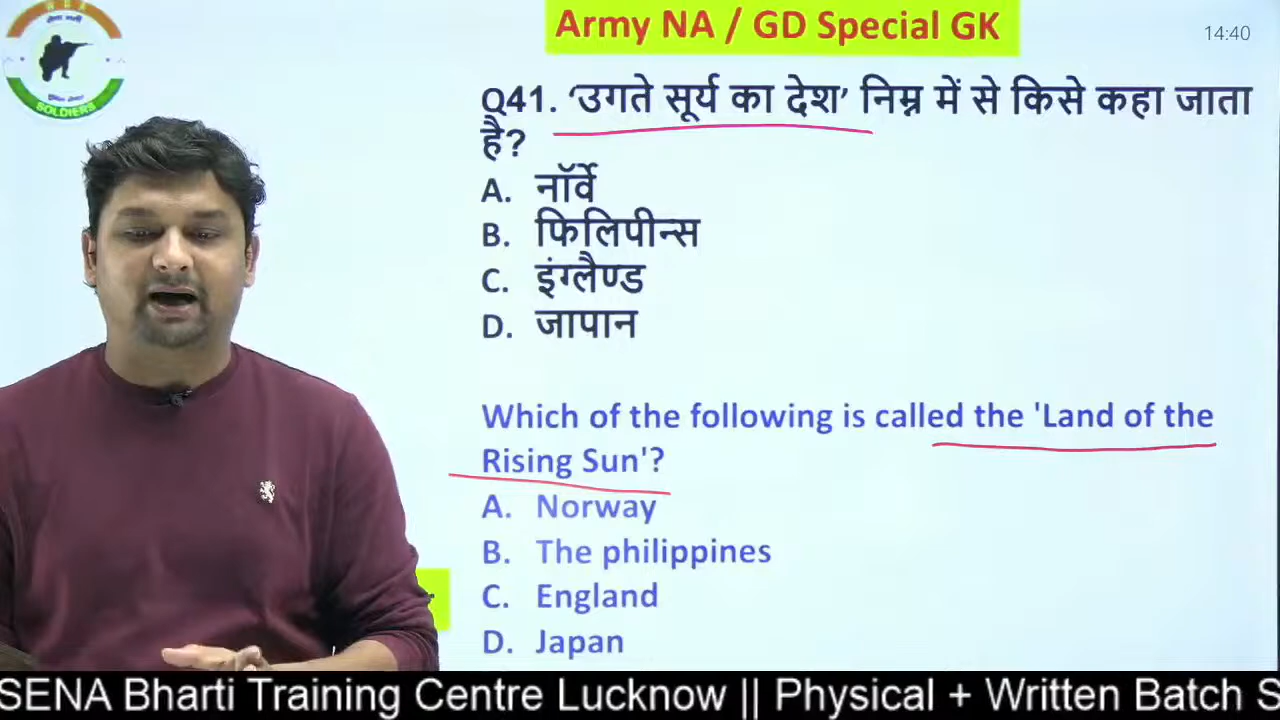 Army NA / GD Special GK
14:40
SOLDIERS
Q41. ‘उगते सूर्य का देश’ निम्न में से किसे कहा जाता
है?
A. नॉर्वे
B. फिलिपीन्स
C. इंग्लैण्ड
D. जापान
Which of the following is called the 'Land of the
Rising Sun'?
A. Norway
B. The philippines
C. England
D. Japan
SENA Bharti Training Centre Lucknow || Physical + Written Batch S